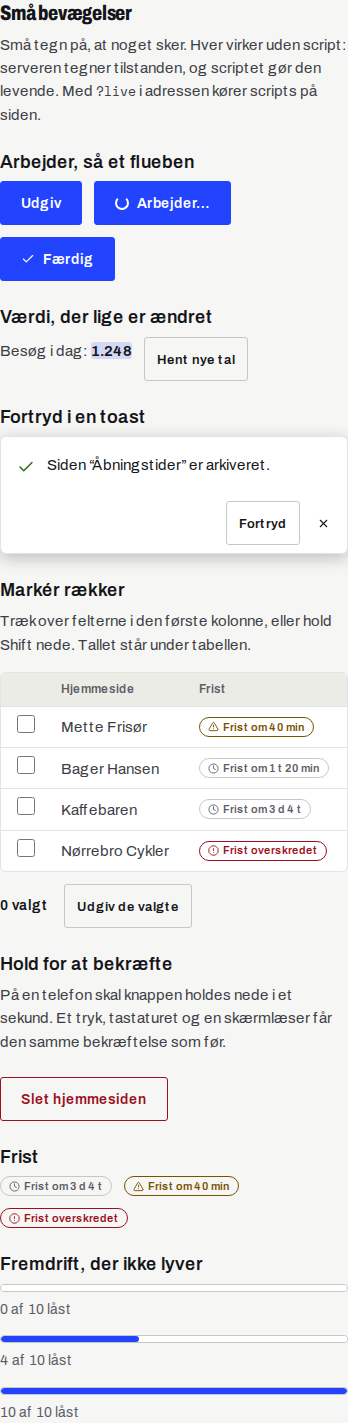 Små bevægelser
Små tegn på, at noget sker. Hver virker uden script:
serveren tegner tilstanden, og scriptet gør den
levende. Med ?live i adressen kører scripts på
siden.
Arbejder, så et flueben
Udgiv
Arbejder…
Færdig
Værdi, der lige er ændret
Besøg i dag: 1.248
Hent nye tal
Fortryd i en toast
Siden “Åbningstider” er arkiveret.
Fortryd
Markér rækker
Træk over felterne i den første kolonne, eller hold
Shift nede. Tallet står under tabellen.
Hjemmeside Frist
Mette Frisør Frist om 40 min
Bager Hansen Frist om 1 t 20 min
Kaffebaren Frist om 3 d 4 t
Nørrebro Cykler Frist overskredet
0 valgt
Udgiv de valgte
Hold for at bekræfte
På en telefon skal knappen holdes nede i et
sekund. Et tryk, tastaturet og en skærmlæser får
den samme bekræftelse som før.
Slet hjemmesiden
Frist
Frist om 3 d 4 t
Frist om 40 min
Frist overskredet
Fremdrift, der ikke lyver
0 af 10 låst
4 af 10 låst
10 af 10 låst